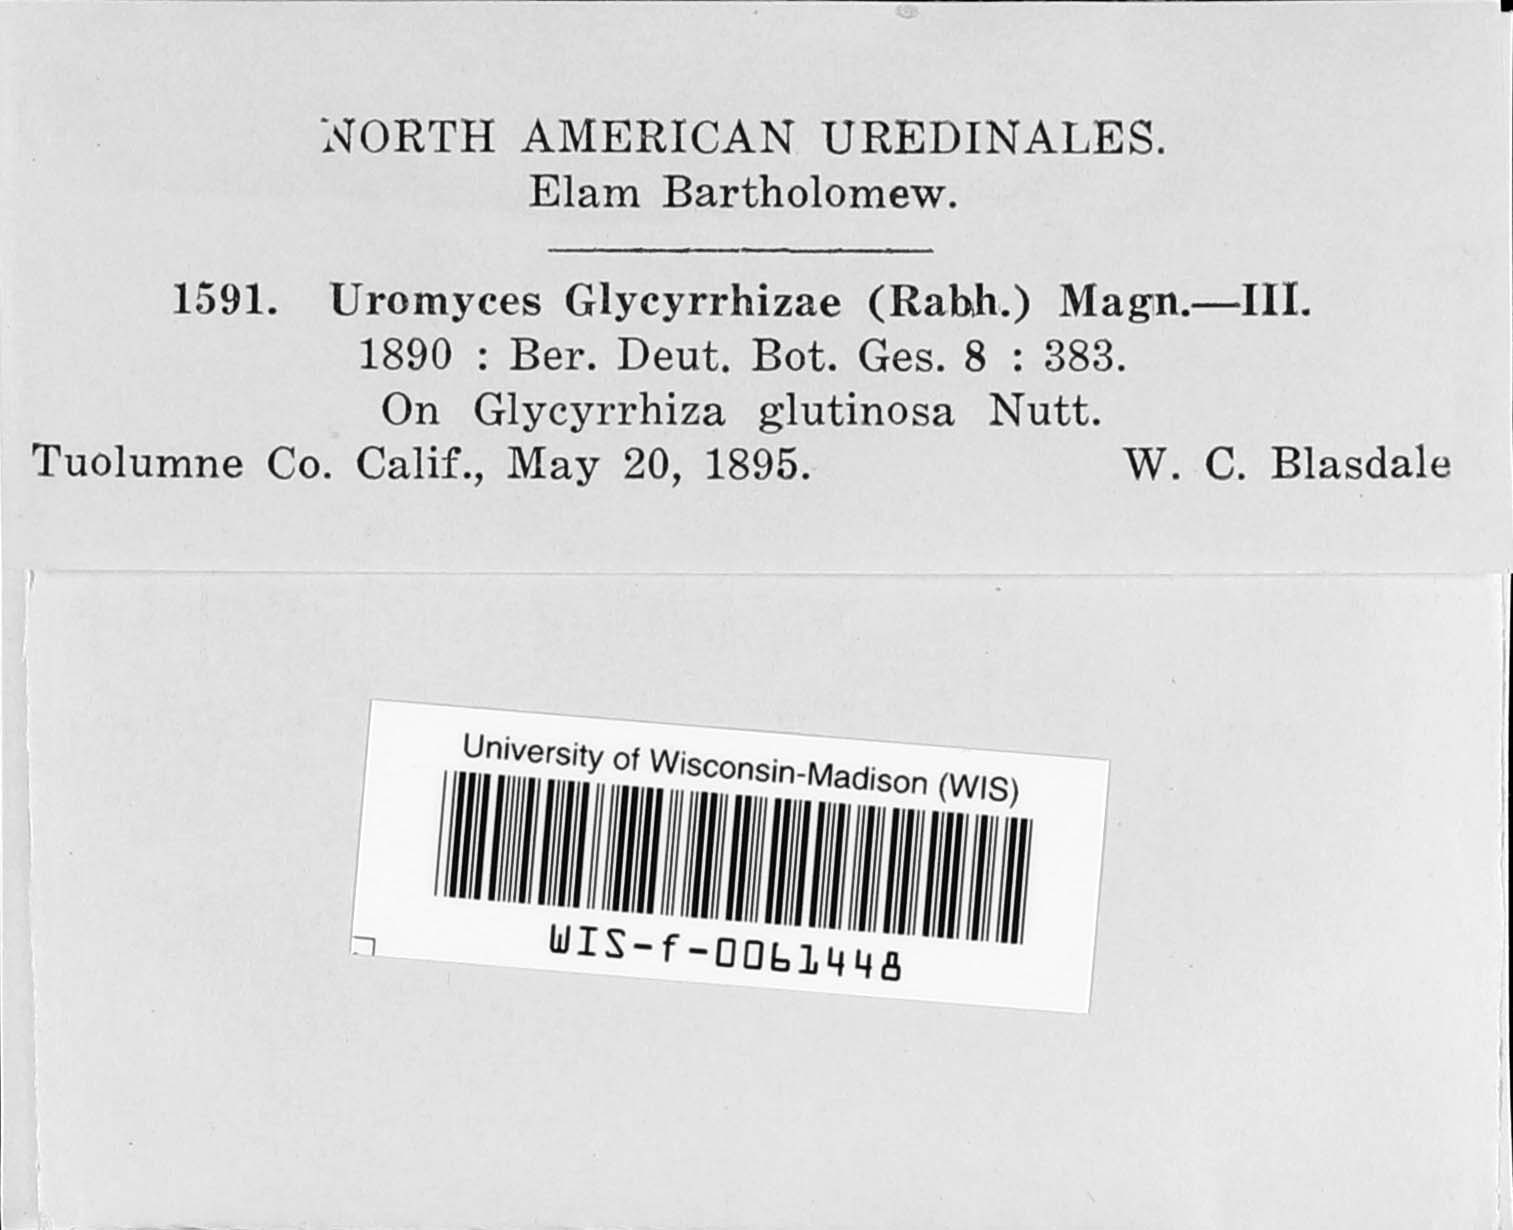 NORTH AMERICAN UREDINALES.
Elam Bartholomew.
1591. Uromyces Glycyrrhizae (Rabh.) Magn.—III.
1890 : Ber. Deut. Bot. Ges. 8 : 383.
On Glycyrrhiza glutinosa Nutt.
Tuolumne Co. Calif., May 20, 1895. W. C. Blasdale
University of Wisconsin-Madison (WIS)
WIS-f-0061448